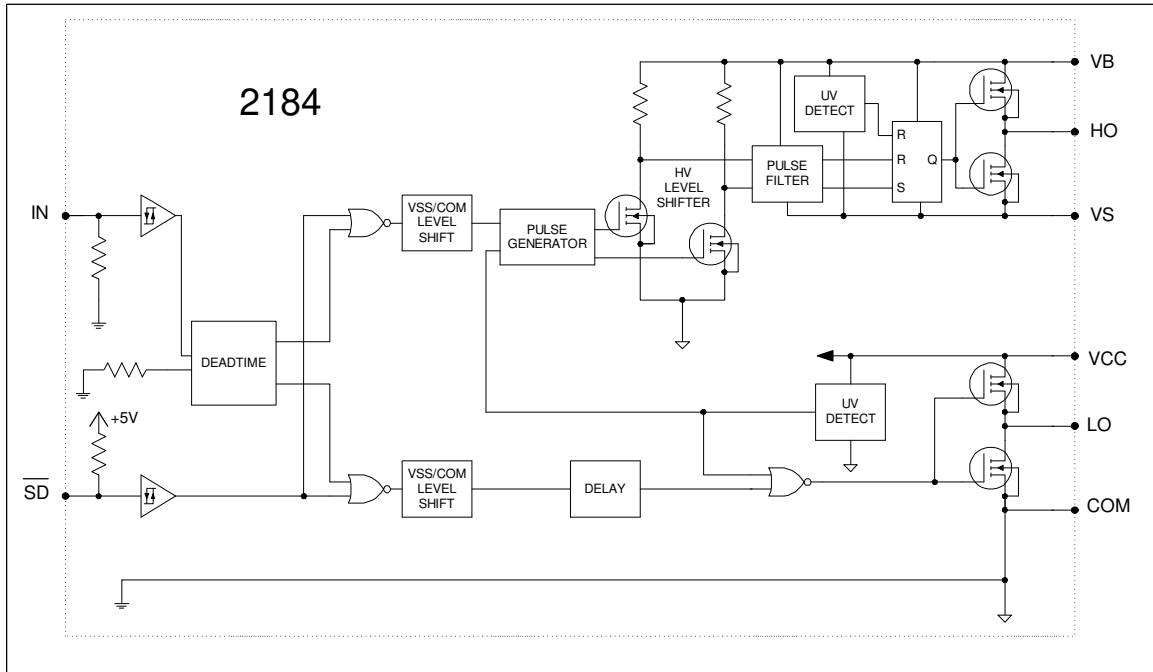 2184
VB
UV
DETECT
HO
R
R
Q
S
PULSE
FILTER
HV
LEVEL
SHIFTER
IN
VSS/COM
LEVEL
SHIFT
PULSE
GENERATOR
VS
DEADTIME
VCC
+5V
UV
DETECT
LO
SD
VSS/COM
LEVEL
SHIFT
DELAY
COM